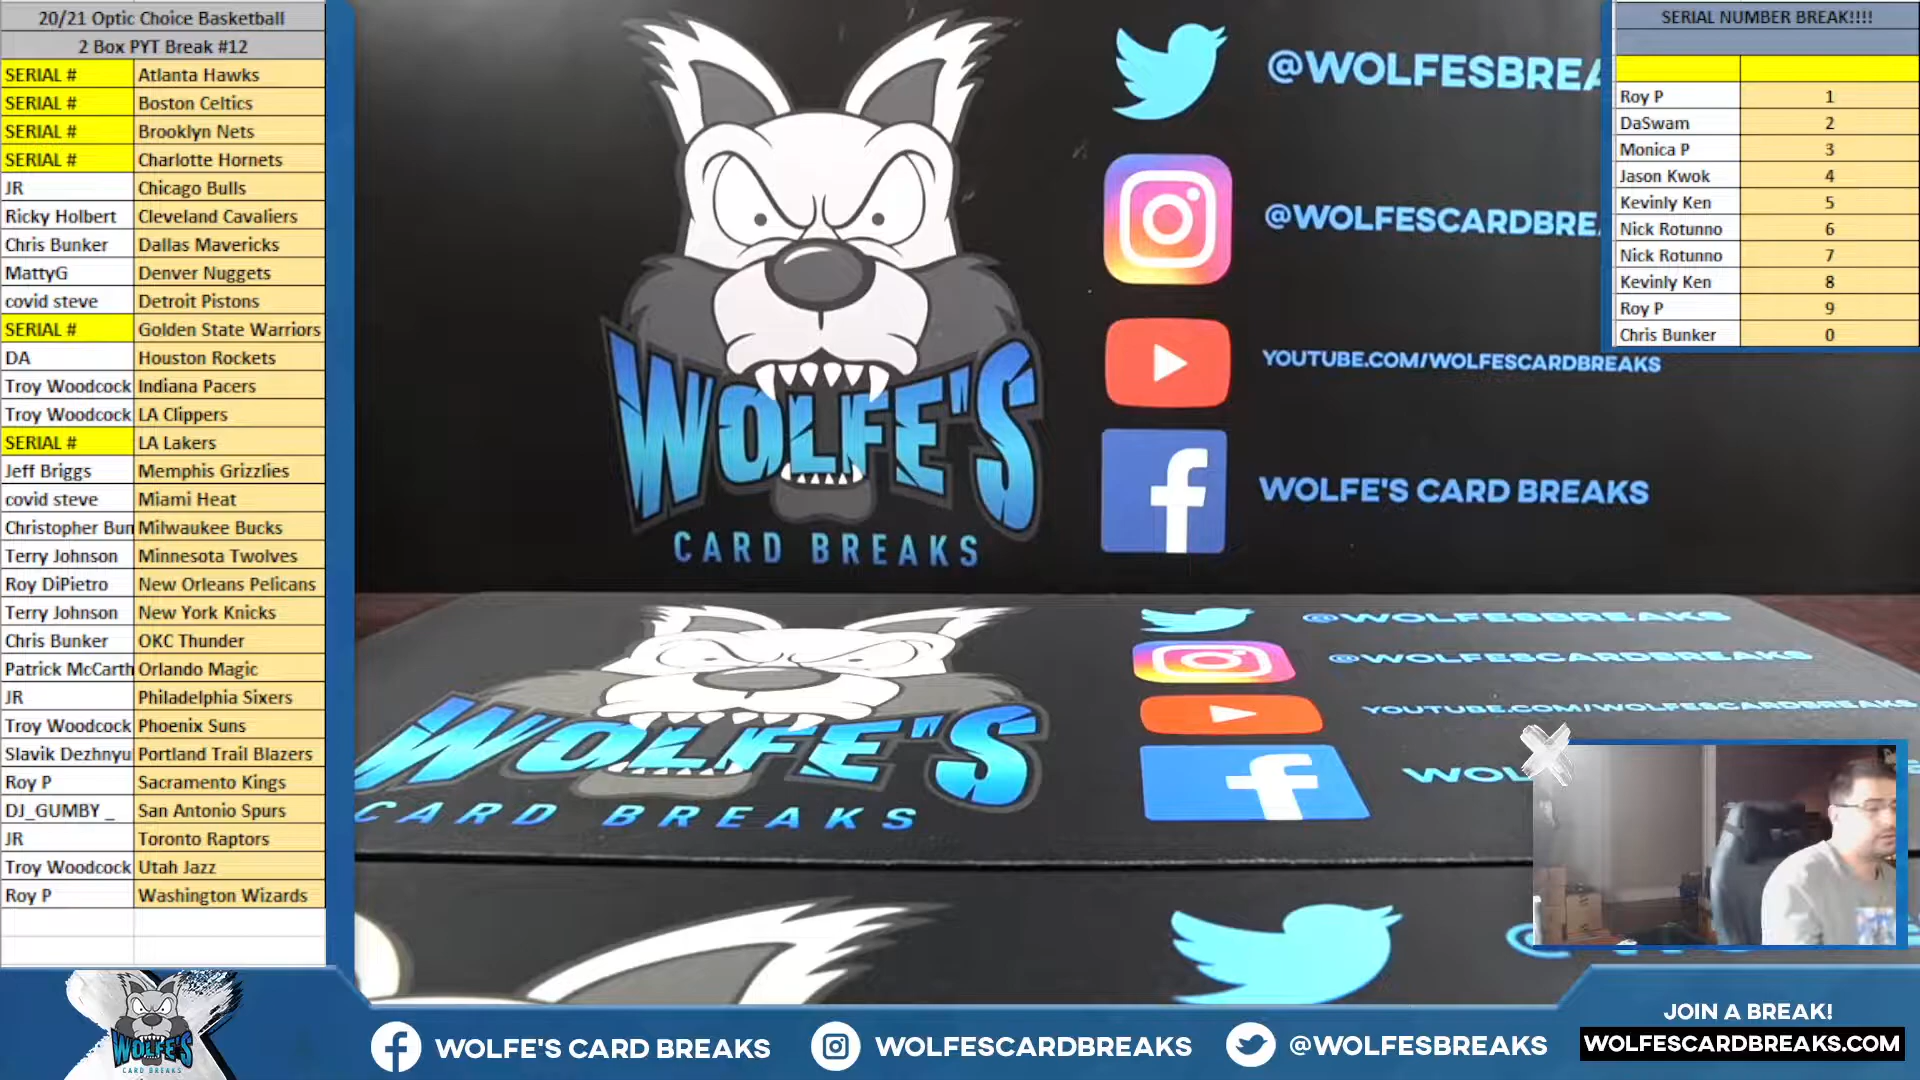 20/21 Optic Choice Basketball
2 Box PYT Break #12
SERIAL # Atlanta Hawks
SERIAL # Boston Celtics
SERIAL # Brooklyn Nets
SERIAL # Charlotte Hornets
JR Chicago Bulls
Ricky Holbert Cleveland Cavaliers
Chris Bunker Dallas Mavericks
MattyG Denver Nuggets
covid steve Detroit Pistons
SERIAL # Golden State Warriors
DA Houston Rockets
Troy Woodcock Indiana Pacers
Troy Woodcock LA Clippers
SERIAL # LA Lakers
Jeff Briggs Memphis Grizzlies
covid steve Miami Heat
Christopher Bun Milwaukee Bucks
Terry Johnson Minnesota Twolves
Roy DiPietro New Orleans Pelicans
Terry Johnson New York Knicks
Chris Bunker OKC Thunder
Patrick McCarth Orlando Magic
JR Philadelphia Sixers
Troy Woodcock Phoenix Suns
Slavik Dezhnyu Portland Trail Blazers
Roy P Sacramento Kings
DJ_GUMBY_ San Antonio Spurs
JR Toronto Raptors
Troy Woodcock Utah Jazz
Roy P Washington Wizards
WOLFE'S
CARD BREAKS
@WOLFESBREA
@WOLFESCARDBRE
YOUTUBE.COM/WOLFESCARDBREAKS
WOLFE'S CARD BREAKS
SERIAL NUMBER BREAK!!!!
Roy P 1
DaSwam 2
Monica P 3
Jason Kwok 4
Kevinly Ken 5
Nick Rotunno 6
Nick Rotunno 7
Kevinly Ken 8
Roy P 9
Chris Bunker 0
WOLFE'S
CARD BREAKS
@WOLFESBREAKS
@WOLFESCARDBREAKS
YOUTUBE.COM/WOLFESCARDBREAKS
WOL
WOLFE'S
CARD BREAKS
WOLFE'S CARD BREAKS
WOLFESCARDBREAKS
@WOLFESBREAKS
JOIN A BREAK!
WOLFESCARDBREAKS.COM